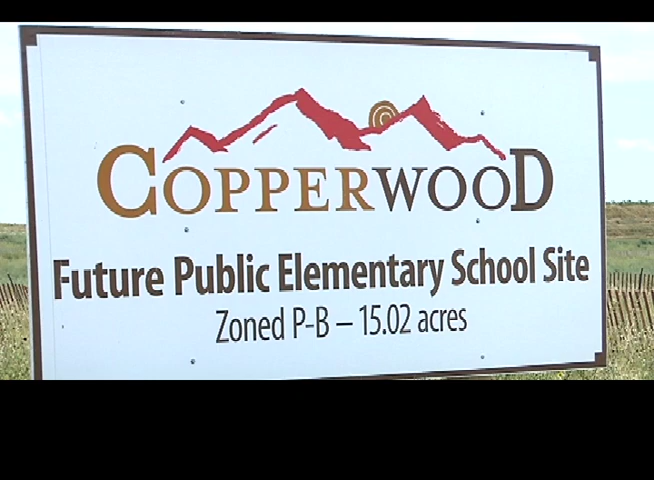 COPPERWOOD
Future Public Elementary School Site
Zoned P-B – 15.02 acres